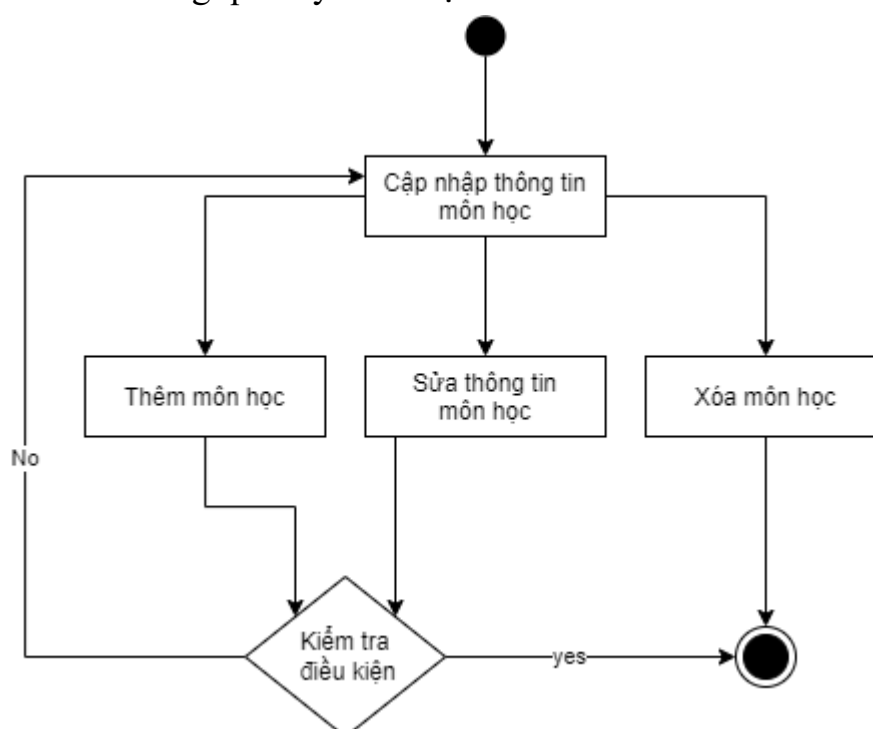 Cập nhập thông tin
môn học
Thêm môn học
Sửa thông tin
môn học
Xóa môn học
No
Kiểm tra
điều kiện
yes